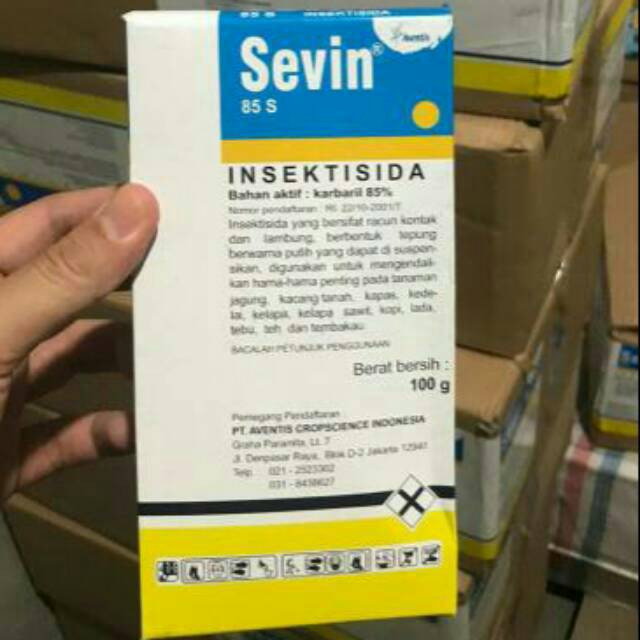 85 S INSEKTISIDA
Aventis
Sevin®
85 S
INSEKTISIDA
Bahan aktif : karbaril 85%
Nomor pendaftaran : RI. 22/10-2001/T
Insektisida yang bersifat racun kontak
dan lambung, berbentuk tepung
berwarna putih yang dapat di suspen-
sikan, digunakan untuk mengendali-
kan hama-hama penting pada tanaman
jagung, kacang tanah, kapas, kede-
lai, kelapa, kelapa sawit, kopi, lada,
tebu, teh dan tembakau.
BACALAH PETUNJUK PENGGUNAAN
Berat bersih :
100 g
Pemegang Pendaftaran
PT. AVENTIS CROPSCIENCE INDONESIA
Graha Paramita, Lt. 7
Jl. Denpasar Raya, Blok D-2 Jakarta 12940
Telp. 021 - 2523302
031 - 8438627